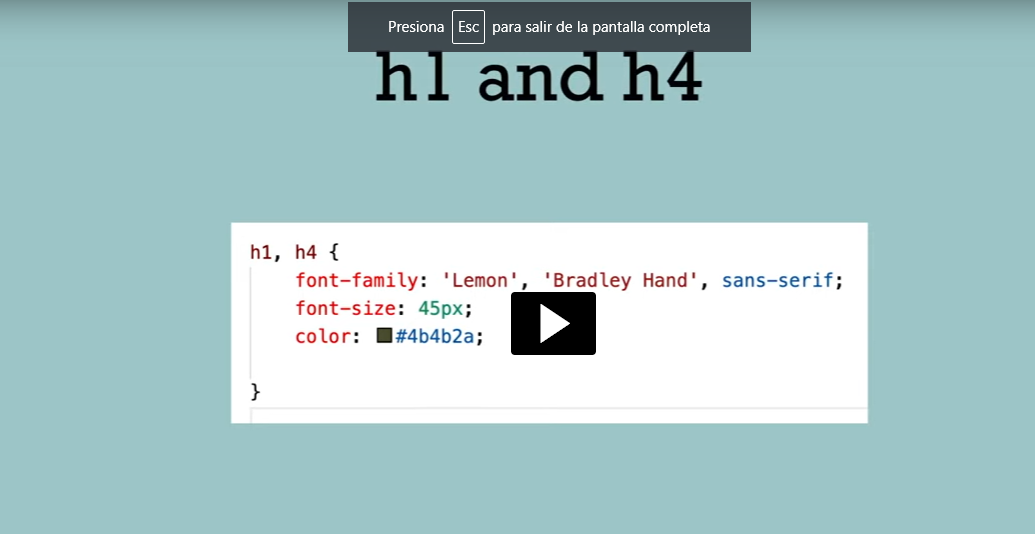 Presiona Esc para salir de la pantalla completa
h1 and h4
h1, h4 {
font-family: 'Lemon', 'Bradley Hand', sans-serif;
font-size: 45px;
color: #4b4b2a;
}